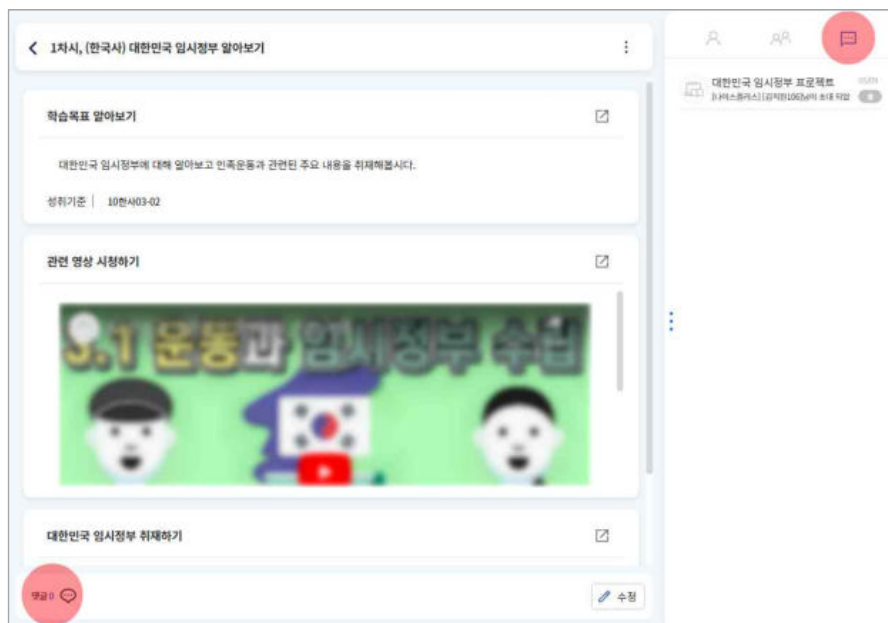 1차시, (한국사) 대한민국 임시정부 알아보기
학습목표 알아보기
대한민국 임시정부에 대해 알아보고 민족운동과 관련된 주요 내용을 취재해봅시다.
성취기준 | 10한사03-02
관련 영상 시청하기
3.1 운동과 임시정부 수립
대한민국 임시정부 취재하기
댓글 0
수정
대한민국 임시정부 프로젝트